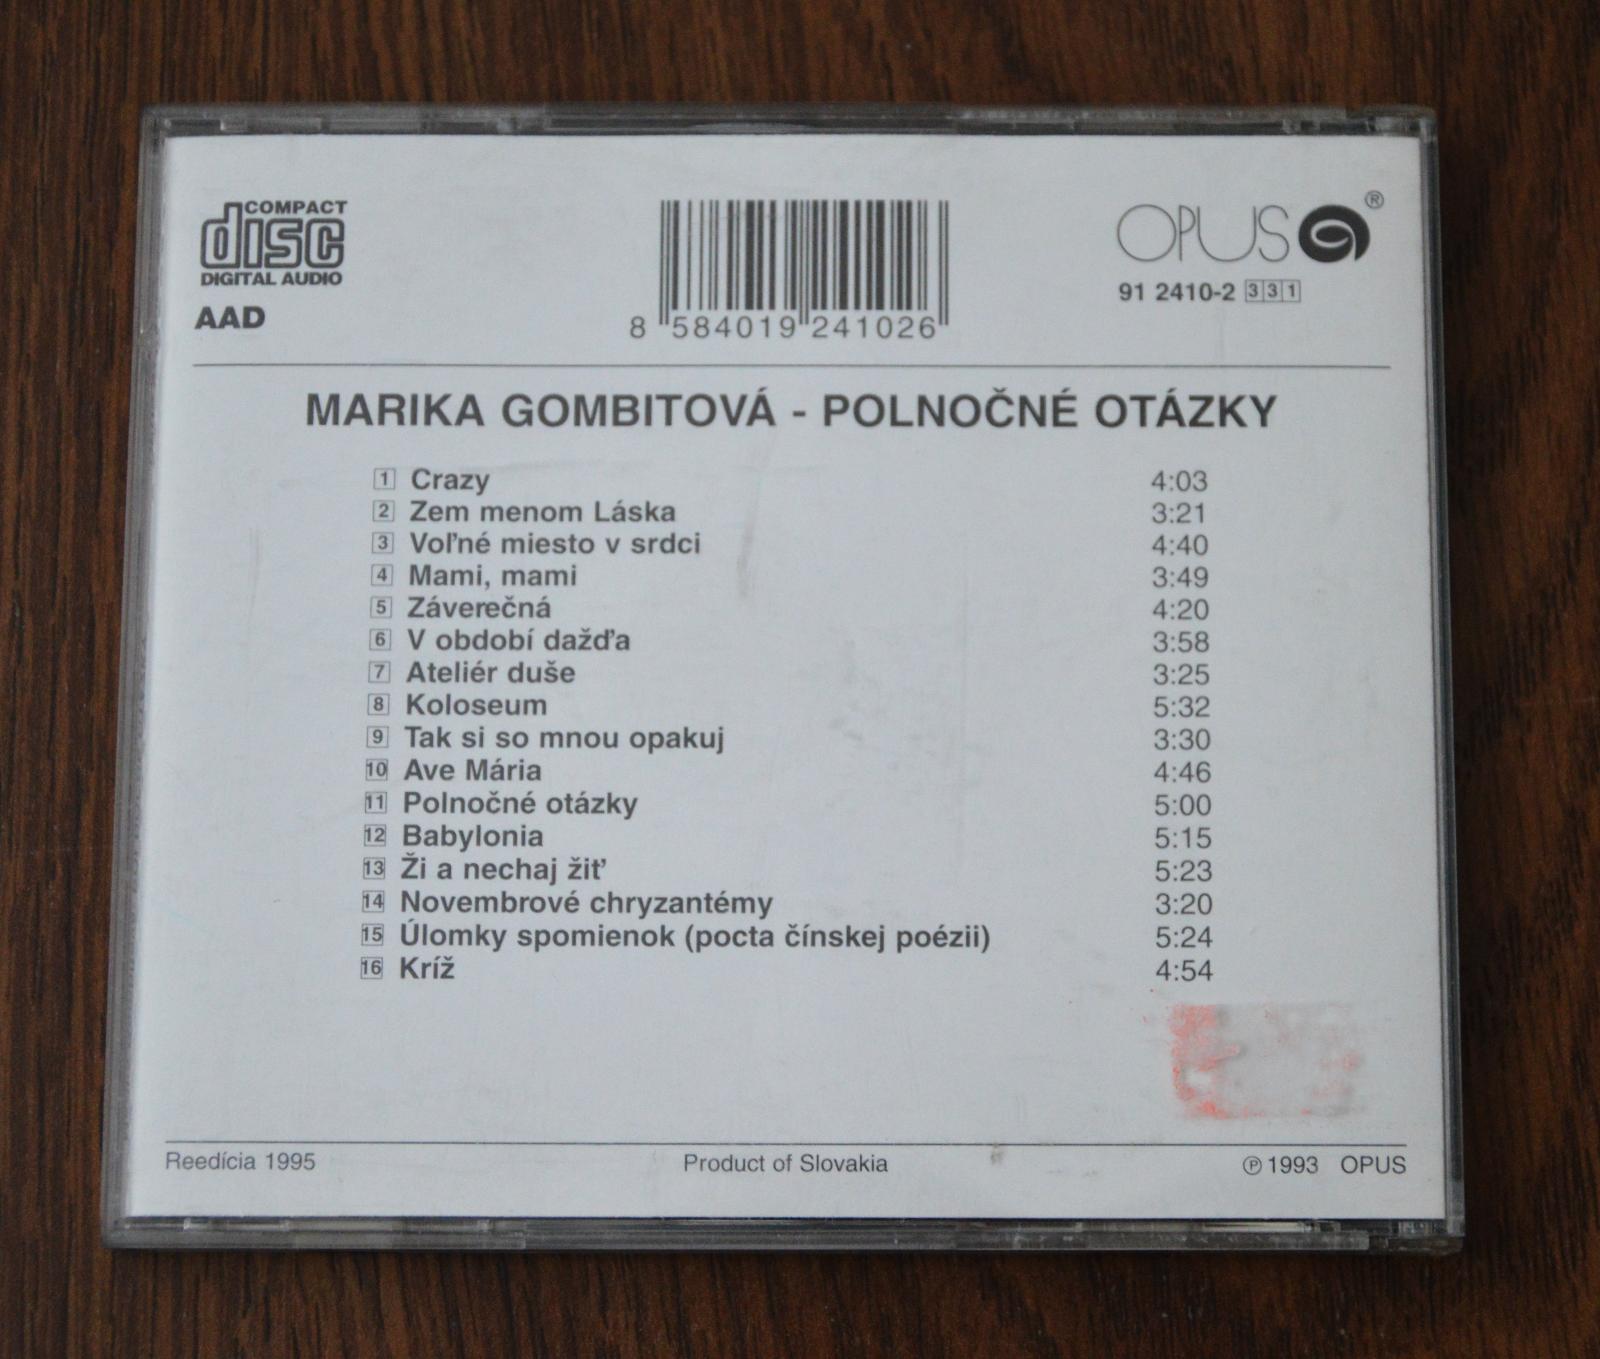 COMPACT
disc
DIGITAL AUDIO
AAD
8 584019 241026
OPUS ®
91 2410-2 331
MARIKA GOMBITOVÁ - POLNOČNÉ OTÁZKY
1 Crazy 4:03
2 Zem menom Láska 3:21
3 Voľné miesto v srdci 4:40
4 Mami, mami 3:49
5 Záverečná 4:20
6 V období dažďa 3:58
7 Ateliér duše 3:25
8 Koloseum 5:32
9 Tak si so mnou opakuj 3:30
10 Ave Mária 4:46
11 Polnočné otázky 5:00
12 Babylonia 5:15
13 Ži a nechaj žiť 5:23
14 Novembrové chryzantémy 3:20
15 Úlomky spomienok (pocta čínskej poézii) 5:24
16 Kríž 4:54
Reedícia 1995 Product of Slovakia ℗ 1993 OPUS